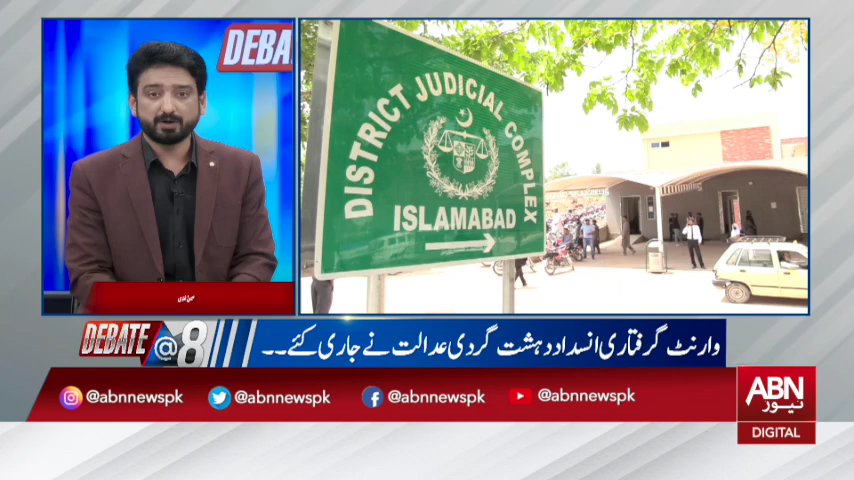 DEBATE
DISTRICT JUDICIAL COMPLEX
ISLAMABAD
DEBATE @ 8
وارنٹ گرفتاری انسداد دہشت گردی عدالت نے جاری کئے۔۔
@abnnewspk
@abnnewspk
@abnnewspk
@abnnewspk
ABN
نیوز
DIGITAL